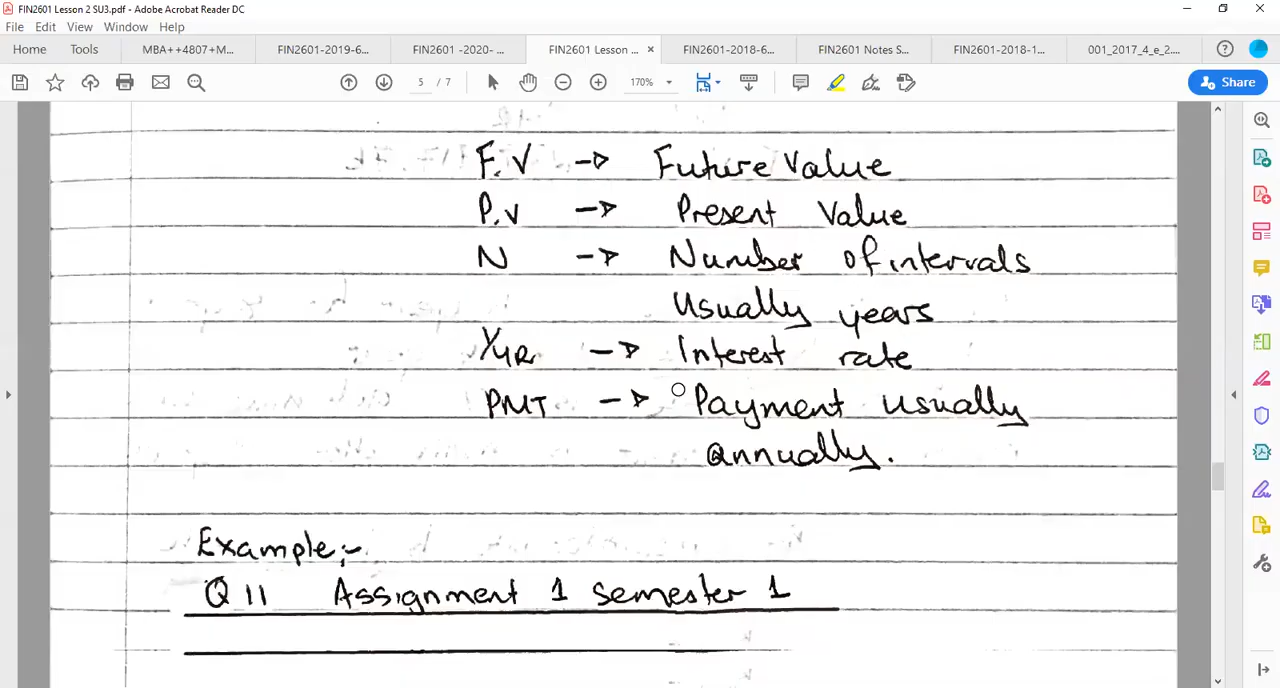 FIN2601 Lesson 2 SU3.pdf - Adobe Acrobat Reader DC
File Edit View Window Help
Home Tools MBA++4807+M... FIN2601-2019-6... FIN2601 -2020- ... FIN2601 Lesson ... × FIN2601-2018-6... FIN2601 Notes S... FIN2601-2018-1... 001_2017_4_e_2....
5 / 7 170% Share
F.V → Future Value
P.V → Present Value
N → Number of intervals
Usually years
I/YR → Interest rate
PMT → Payment usually
annually.
Example;-
Q 11 Assignment 1 Semester 1